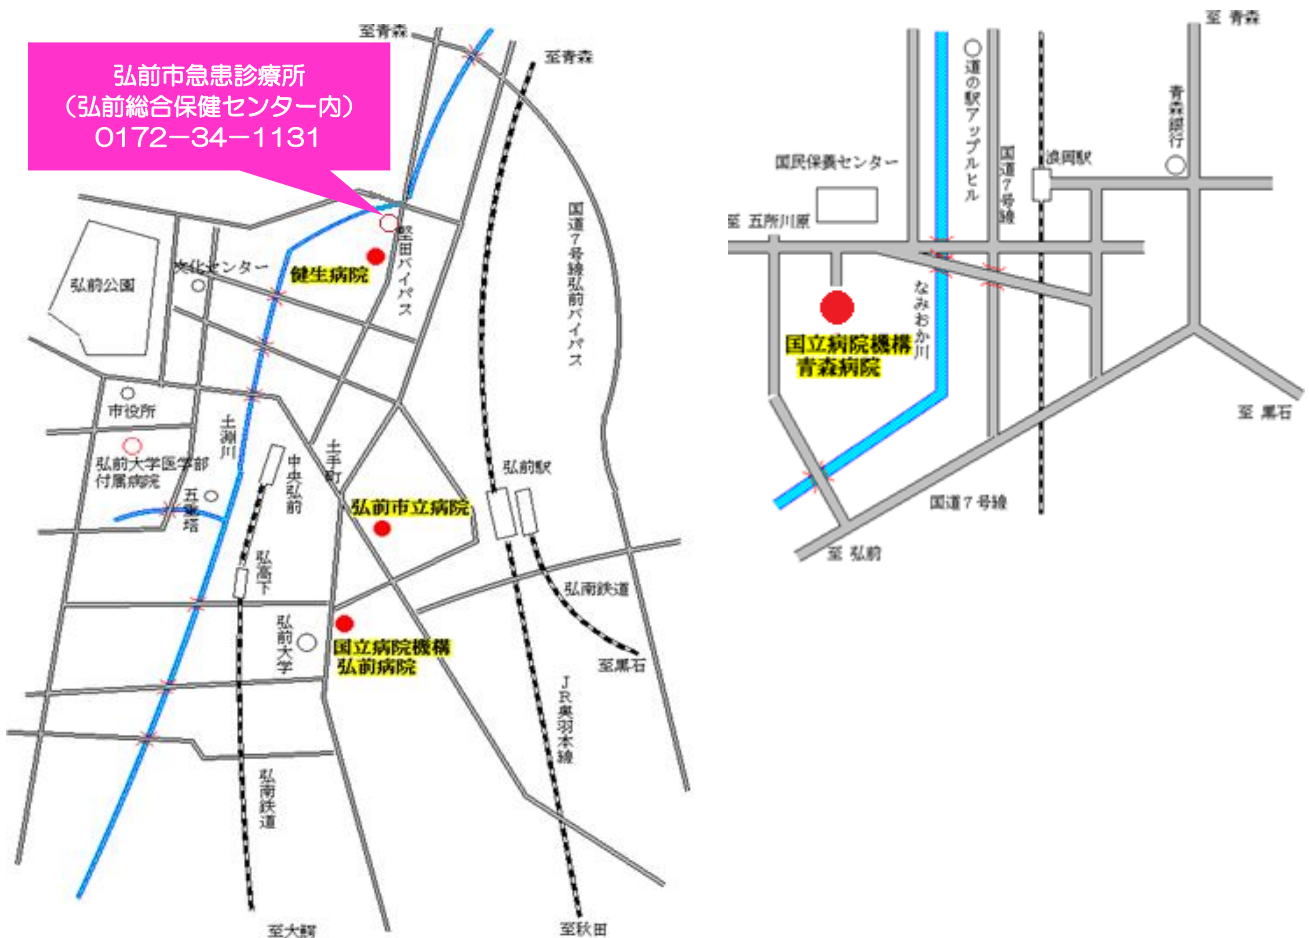 至青森
至青森
弘前市急患診療所
（弘前総合保健センター内）
0172－34－1131
国道７号線弘前バイパス
堅田バイパス
健生病院
文化センター
弘前公園
市役所
土淵川
弘前大学医学部
付属病院
五重塔
中央弘前
土手町
弘前駅
弘前市立病院
弘高下
弘南鉄道
弘前大学
国立病院機構
弘前病院
至黒石
ＪＲ奥羽本線
弘南鉄道
至大鰐
至秋田
至 青森
道の駅アップルヒル
青森銀行
国道７号線
浪岡駅
国民保養センター
至 五所川原
なみおか川
国立病院機構
青森病院
至 黒石
国道７号線
至 弘前